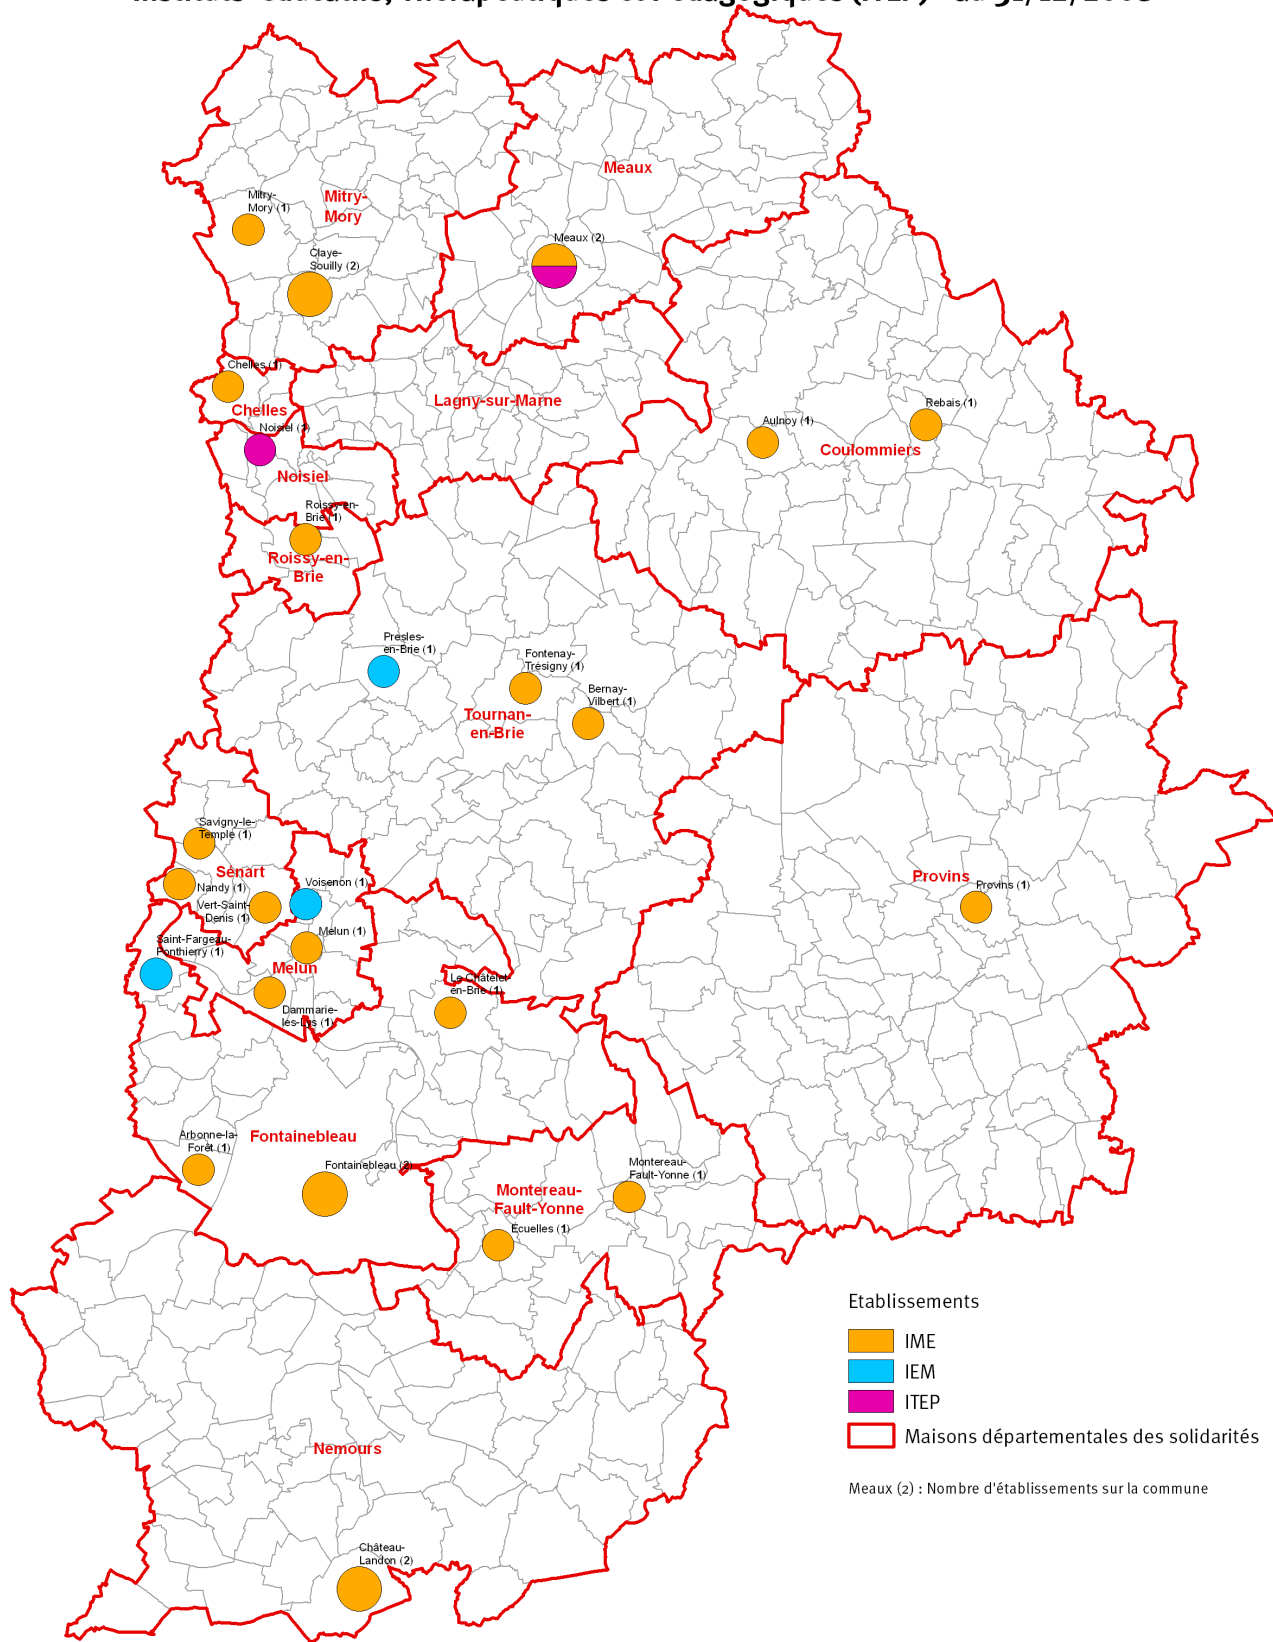 Meaux
Mitry-
Mory (1)
Mitry-
Mory
Meaux (2)
Claye-
Souilly (2)
Chelles (1)
Chelles
Lagny-sur-Marne
Rebais (1)
Aulnoy (1)
Coulommiers
Noisiel (1)
Noisiel
Roissy-en-
Brie (1)
Roissy-en-
Brie
Presles-
en-Brie (1)
Fontenay-
Trésigny (1)
Bernay-
Vilbert (1)
Tournan-
en-Brie
Savigny-le-
Temple (1)
Sénart
Nandy (1)
Voisenon (1)
Vert-Saint-
Denis (1)
Provins
Provins (1)
Melun (1)
Saint-Fargeau-
Ponthierry (1)
Melun
Le Châtelet-
en-Brie (1)
Dammarie-
lès-Lys (1)
Arbonne-la-
Forêt (1)
Fontainebleau
Fontainebleau (2)
Montereau-
Fault-Yonne (1)
Montereau-
Fault-Yonne
Écuelles (1)
Etablissements
IME
IEM
ITEP
Maisons départementales des solidarités
Meaux (2) : Nombre d'établissements sur la commune
Nemours
Château-
Landon (2)